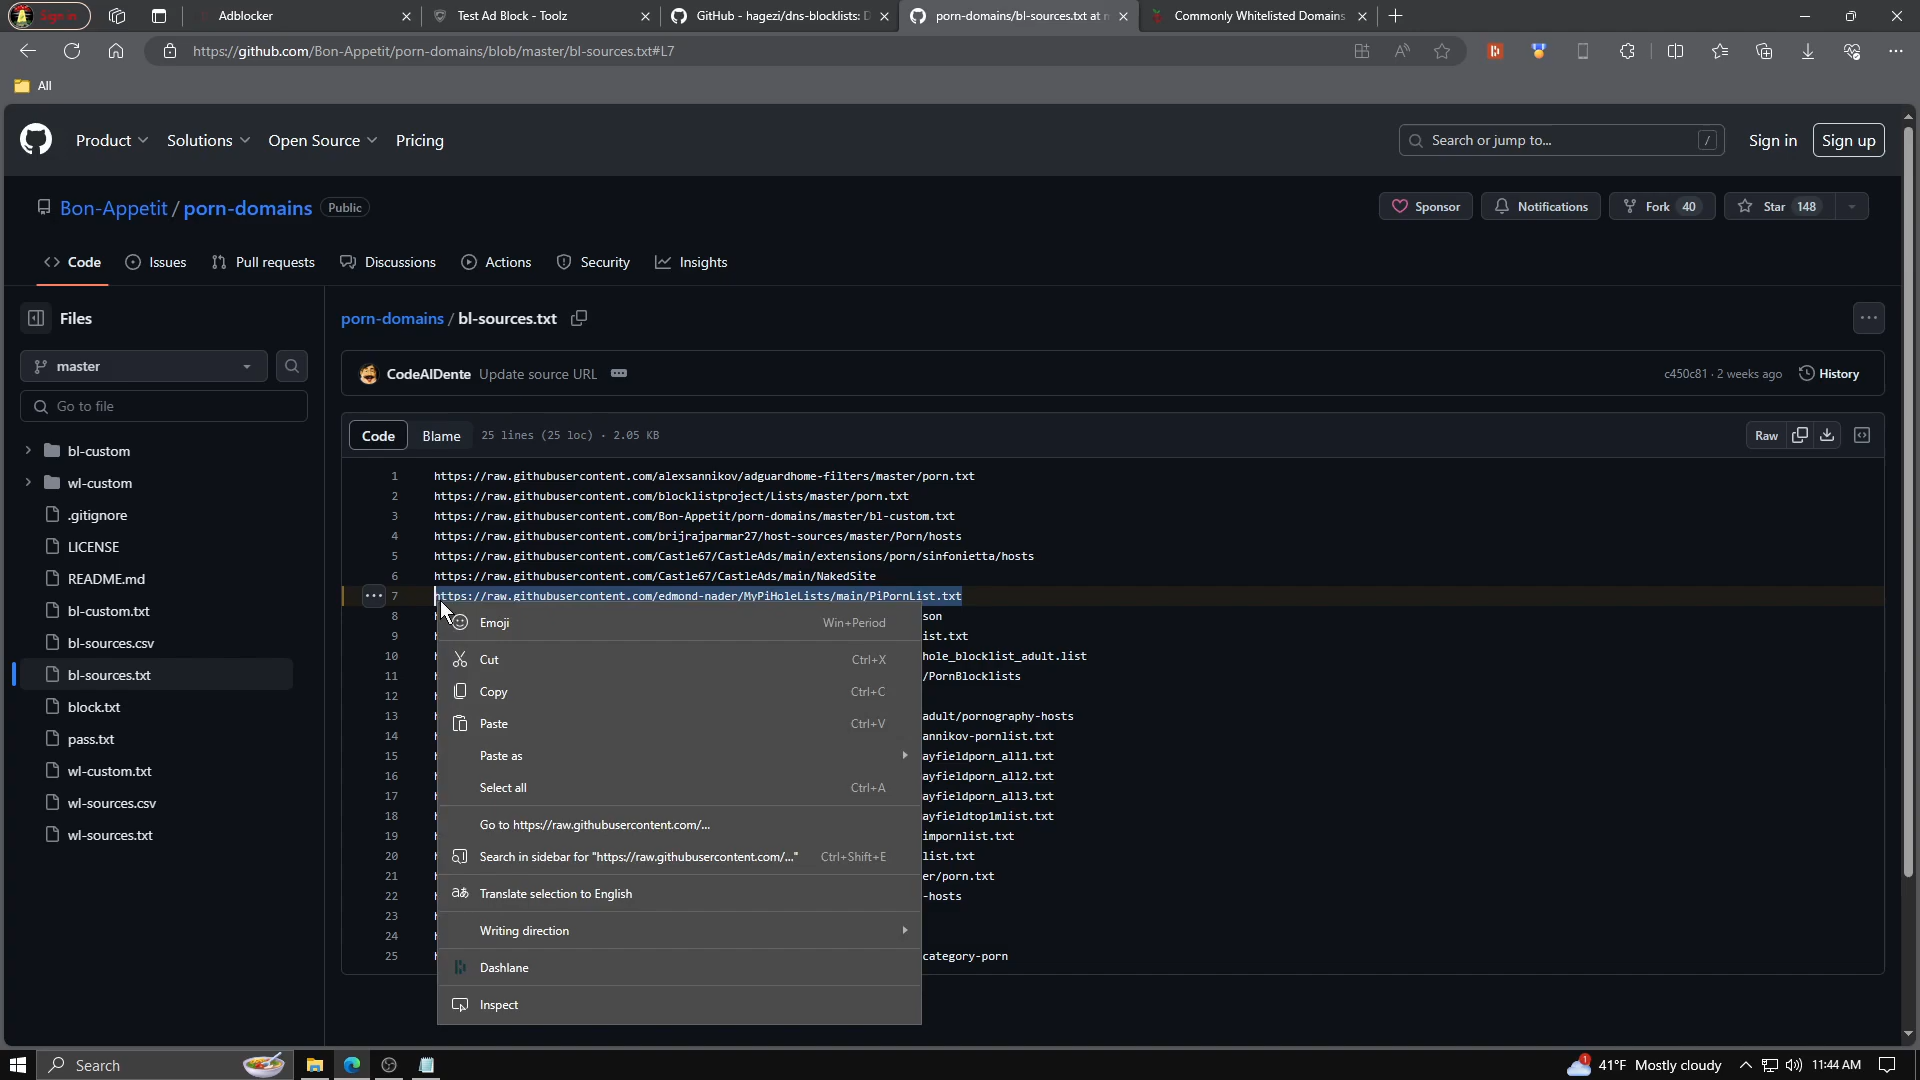 Sign in
Adblocker
Test Ad Block - Toolz
GitHub - hagezi/dns-blocklists: D
porn-domains/bl-sources.txt at
Commonly Whitelisted Domains
https://github.com/Bon-Appetit/porn-domains/blob/master/bl-sources.txt#L7
All
Product
Solutions
Open Source
Pricing
Search or jump to...
/
Sign in
Sign up
Bon-Appetit / porn-domains
Public
Sponsor
Notifications
Fork 40
Star 148
Code
Issues
Pull requests
Discussions
Actions
Security
Insights
Files
master
Go to file
bl-custom
wl-custom
.gitignore
LICENSE
README.md
bl-custom.txt
bl-sources.csv
bl-sources.txt
block.txt
pass.txt
wl-custom.txt
wl-sources.csv
wl-sources.txt
porn-domains / bl-sources.txt
CodeAIDente Update source URL
c450c81 · 2 weeks ago
History
Code
Blame
25 lines (25 loc) · 2.05 KB
Raw
1 https://raw.githubusercontent.com/alexsannikov/adguardhome-filters/master/porn.txt
2 https://raw.githubusercontent.com/blocklistproject/Lists/master/porn.txt
3 https://raw.githubusercontent.com/Bon-Appetit/porn-domains/master/bl-custom.txt
4 https://raw.githubusercontent.com/brijrajparmar27/host-sources/master/Porn/hosts
5 https://raw.githubusercontent.com/Castle67/CastleAds/main/extensions/porn/sinfonietta/hosts
6 https://raw.githubusercontent.com/Castle67/CastleAds/main/NakedSite
7 https://raw.githubusercontent.com/edmond-nader/MyPiHoleLists/main/PiPornList.txt
8 son
9 ist.txt
10 hole_blocklist_adult.list
11 /PornBlocklists
12
13 adult/pornography-hosts
14 annikov-pornlist.txt
15 ayfieldporn_all1.txt
16 ayfieldporn_all2.txt
17 ayfieldporn_all3.txt
18 ayfieldtop1mlist.txt
19 impornlist.txt
20 list.txt
21 er/porn.txt
22 -hosts
23
24
25 category-porn
Emoji Win+Period
Cut Ctrl+X
Copy Ctrl+C
Paste Ctrl+V
Paste as
Select all Ctrl+A
Go to https://raw.githubusercontent.com/...
Search in sidebar for "https://raw.githubusercontent.com/..." Ctrl+Shift+E
Translate selection to English
Writing direction
Dashlane
Inspect
Search
1
41°F Mostly cloudy
11:44 AM